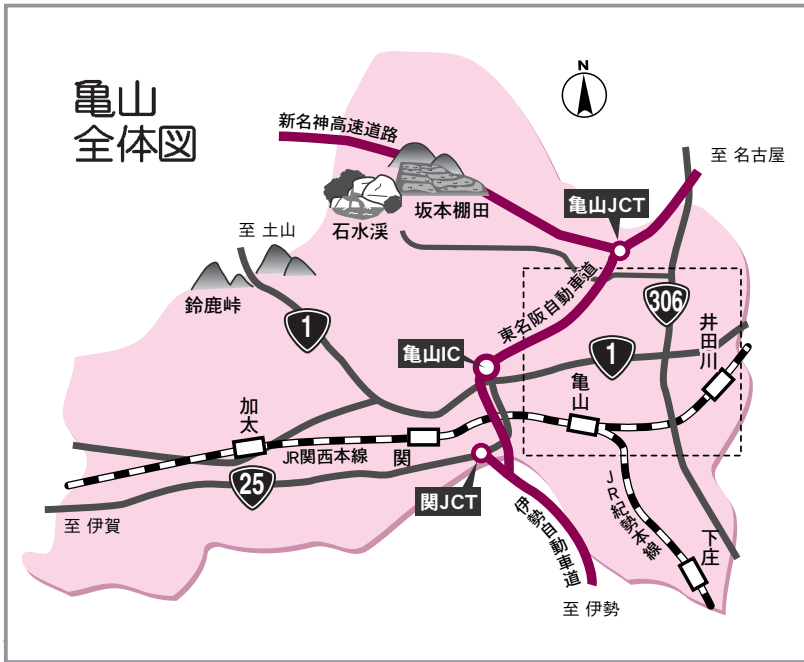 亀山
全体図
N
新名神高速道路
至 名古屋
坂本棚田
亀山JCT
石水渓
至 土山
鈴鹿峠
東名阪自動車道
306
井田川
1
1
亀山IC
亀山
加太
関
JR関西本線
25
関JCT
JR紀勢本線
下庄
伊勢自動車道
至 伊賀
至 伊勢